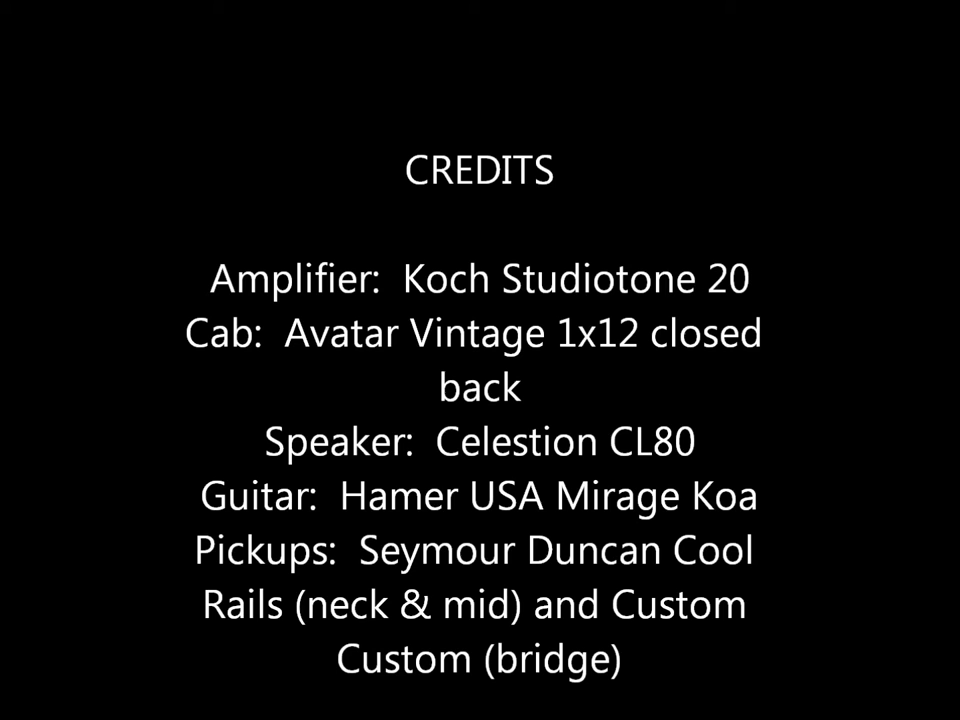 CREDITS
Amplifier:  Koch Studiotone 20
Cab:  Avatar Vintage 1x12 closed
back
Speaker:  Celestion CL80
Guitar:  Hamer USA Mirage Koa
Pickups:  Seymour Duncan Cool
Rails (neck & mid) and Custom
Custom (bridge)